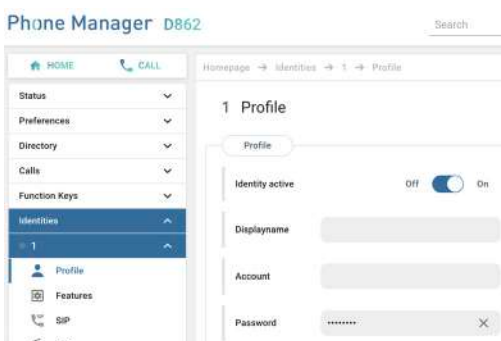 Phone Manager D862
Search
HOME
CALL
Homepage → Identities → 1 → Profile
Status
Preferences
Directory
Calls
Function Keys
Identities
1
Profile
Features
SIP
1 Profile
Profile
Identity active
Off
On
Displayname
Account
Password
••••••••